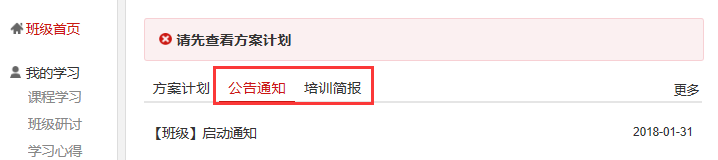 班级首页
我的学习
课程学习
班级研讨
学习心得
请先查看方案计划
方案计划 公告通知 培训简报 更多
【班级】启动通知 2018-01-31